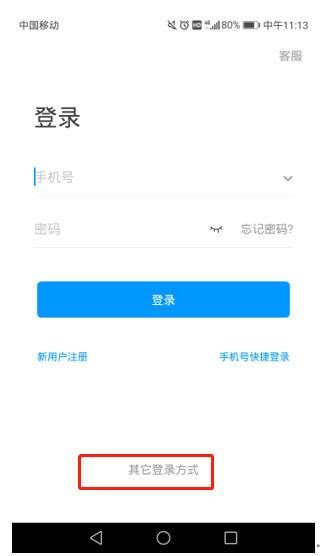 中国移动 HD 46 80% 中午11:13
客服
登录
手机号
密码 忘记密码?
登录
新用户注册 手机号快捷登录
其它登录方式